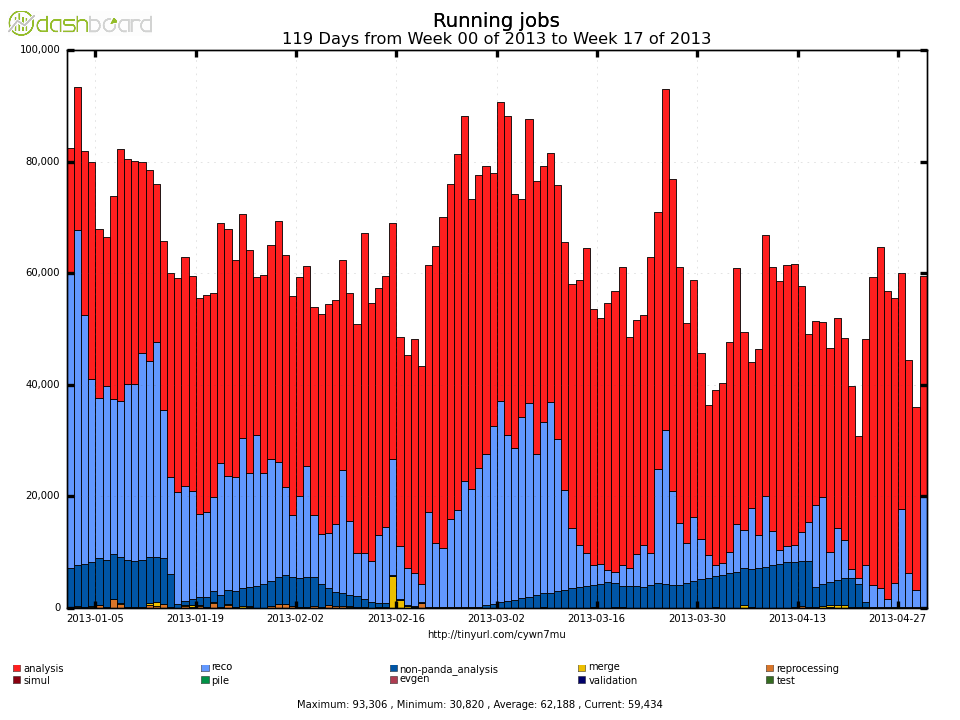 dashboard
Running jobs
119 Days from Week 00 of 2013 to Week 17 of 2013
100,000
80,000
60,000
40,000
20,000
0
2013-01-05 2013-01-19 2013-02-02 2013-02-16 2013-03-02 2013-03-16 2013-03-30 2013-04-13 2013-04-27
http://tinyurl.com/cywn7mu
analysis reco non-panda_analysis merge reprocessing
simul pile evgen validation test
Maximum: 93,306 , Minimum: 30,820 , Average: 62,188 , Current: 59,434